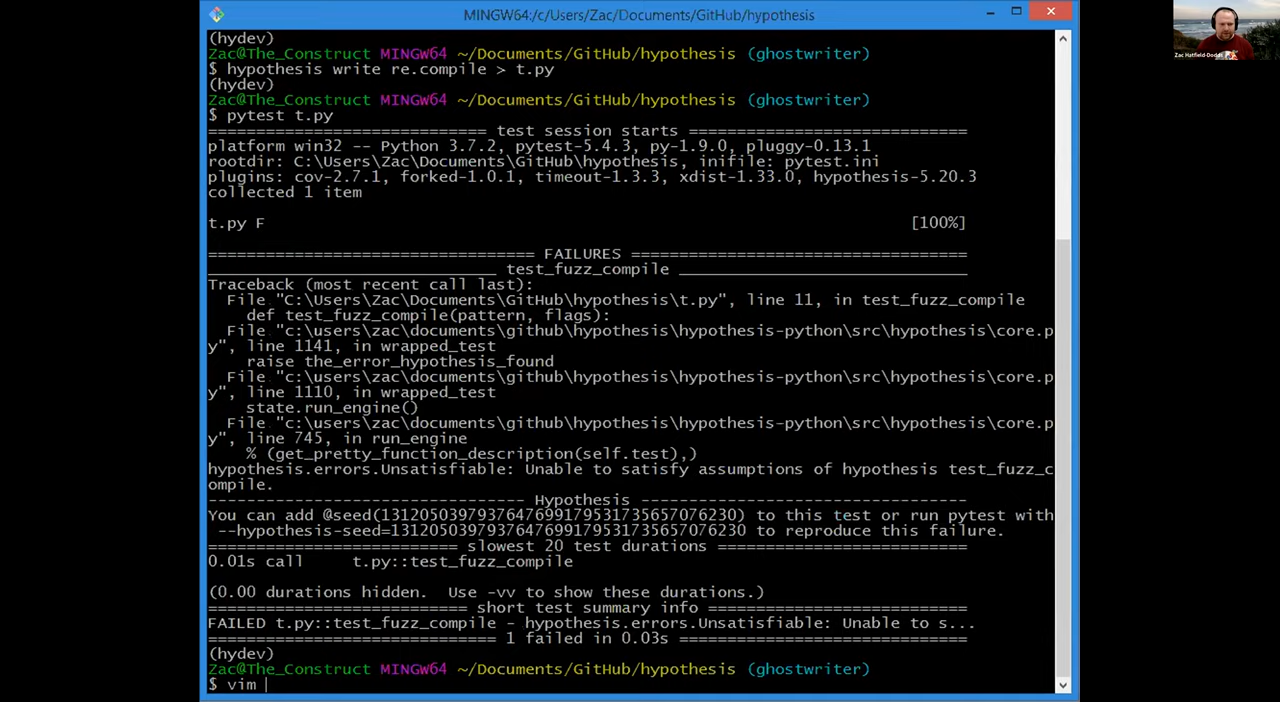 MINGW64:/c/Users/Zac/Documents/GitHub/hypothesis
(hydev)
Zac@The_Construct MINGW64 ~/Documents/GitHub/hypothesis (ghostwriter)
$ hypothesis write re.compile > t.py
(hydev)
Zac@The_Construct MINGW64 ~/Documents/GitHub/hypothesis (ghostwriter)
$ pytest t.py
============================= test session starts =============================
platform win32 -- Python 3.7.2, pytest-5.4.3, py-1.9.0, pluggy-0.13.1
rootdir: C:\Users\Zac\Documents\GitHub\hypothesis, inifile: pytest.ini
plugins: cov-2.7.1, forked-1.0.1, timeout-1.3.3, xdist-1.33.0, hypothesis-5.20.3
collected 1 item
t.py F [100%]
================================== FAILURES ===================================
______________________________ test_fuzz_compile ______________________________
Traceback (most recent call last):
  File "C:\Users\Zac\Documents\GitHub\hypothesis\t.py", line 11, in test_fuzz_compile
    def test_fuzz_compile(pattern, flags):
  File "c:\users\zac\documents\github\hypothesis\hypothesis-python\src\hypothesis\core.p
y", line 1141, in wrapped_test
    raise the_error_hypothesis_found
  File "c:\users\zac\documents\github\hypothesis\hypothesis-python\src\hypothesis\core.p
y", line 1110, in wrapped_test
    state.run_engine()
  File "c:\users\zac\documents\github\hypothesis\hypothesis-python\src\hypothesis\core.p
y", line 745, in run_engine
    % (get_pretty_function_description(self.test),)
hypothesis.errors.Unsatisfiable: Unable to satisfy assumptions of hypothesis test_fuzz_c
ompile.
--------------------------------- Hypothesis ----------------------------------
You can add @seed(131205039793764769917953173565707623​0) to this test or run pytest with
 --hypothesis-seed=131205039793764769917953173565707623​0 to reproduce this failure.
========================== slowest 20 test durations ==========================
0.01s call     t.py::test_fuzz_compile
(0.00 durations hidden.  Use -vv to show these durations.)
=========================== short test summary info ===========================
FAILED t.py::test_fuzz_compile - hypothesis.errors.Unsatisfiable: Unable to s...
============================== 1 failed in 0.03s ==============================
(hydev)
Zac@The_Construct MINGW64 ~/Documents/GitHub/hypothesis (ghostwriter)
$ vim
Zac Hatfield-Dodds